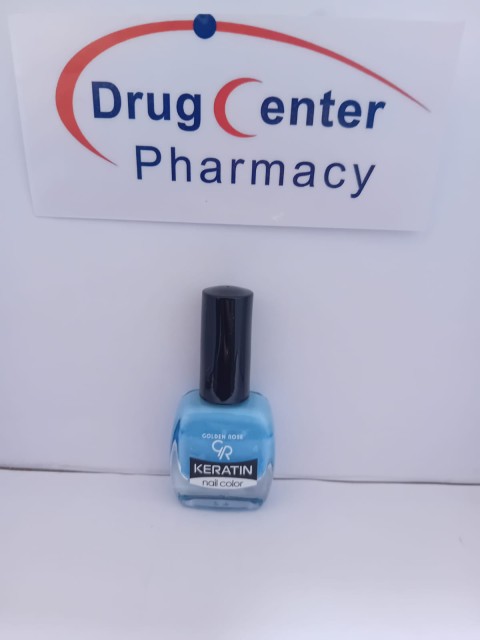 Drug Center
Pharmacy
GOLDEN ROSE
GR
KERATIN
nail color